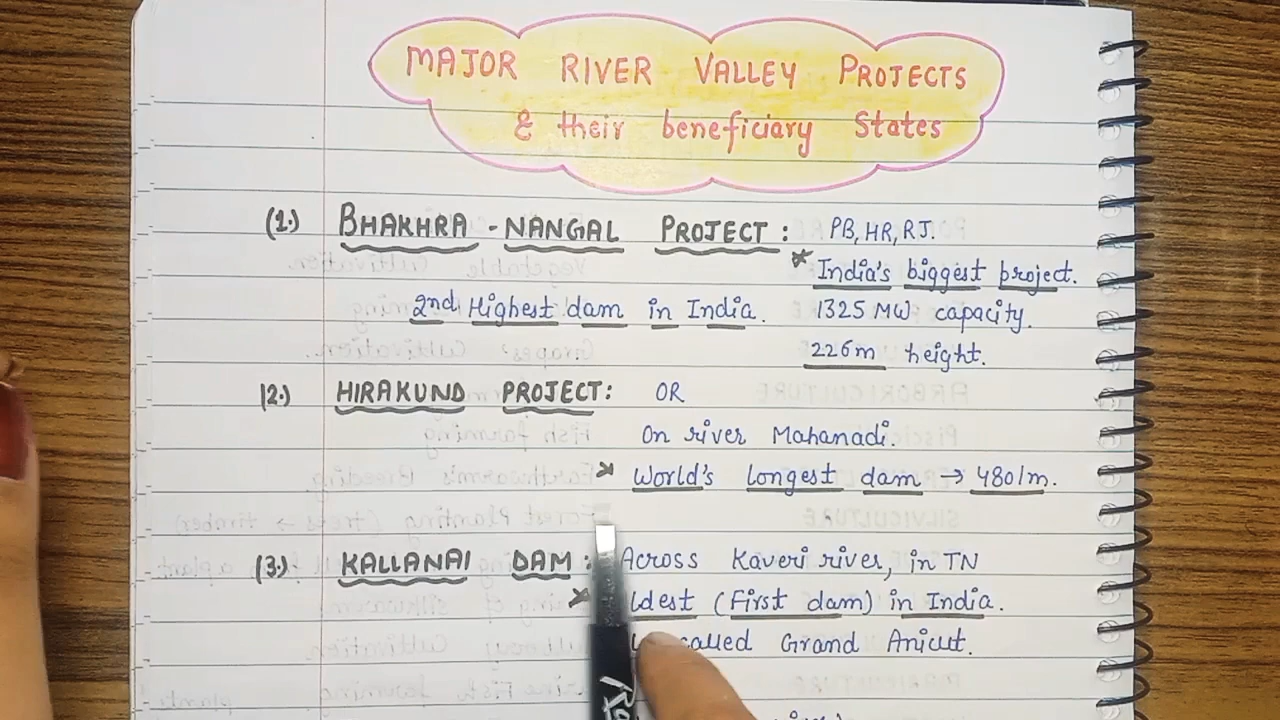 MAJOR RIVER VALLEY PROJECTS
& their beneficiary States
(1.) BHAKHRA - NANGAL PROJECT : PB, HR, RJ.
* India's biggest project.
2nd Highest dam in India. 1325 MW capacity.
226m height.
(2.) HIRAKUND PROJECT: OR
On river Mahanadi.
* World's longest dam → 4801m.
(3.) KALLANAI DAM : Across Kaveri river, in TN
* ldest (First dam) in India.
called Grand Anicut.